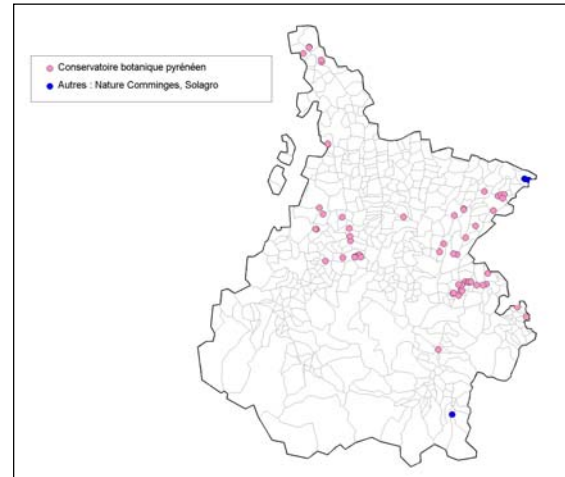 Conservatoire botanique pyrénéen
Autres : Nature Comminges, Solagro